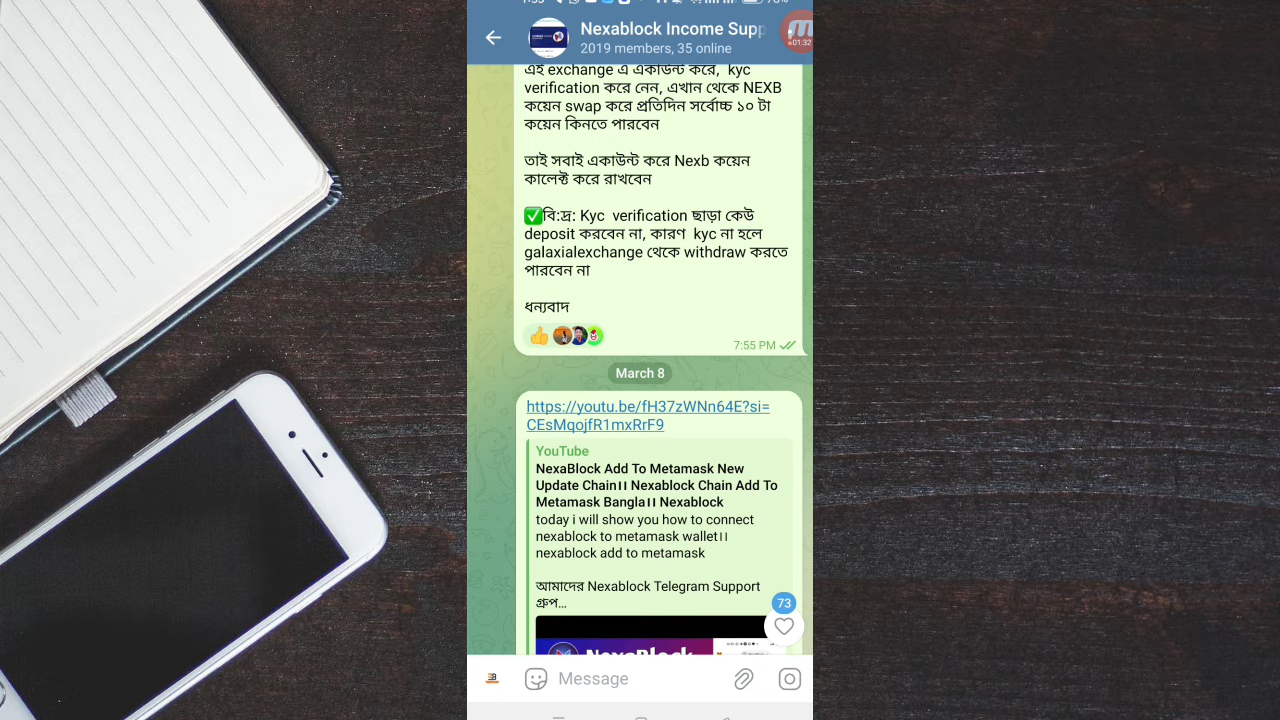 Nexablock Income Supp
01:32
2019 members, 35 online
এই exchange এ একাউন্ট করে, kyc
verification করে নেন, এখান থেকে NEXB
কয়েন swap করে প্রতিদিন সর্বোচ্চ ১০ টা
কয়েন কিনতে পারবেন
তাই সবাই একাউন্ট করে Nexb কয়েন
কালেক্ট করে রাখবেন
✅বি:দ্র: Kyc verification ছাড়া কেউ
deposit করবেন না, কারণ kyc না হলে
galaxialexchange থেকে withdraw করতে
পারবেন না
ধন্যবাদ
7:55 PM
March 8
https://youtu.be/fH37zWNn64E?si=
CEsMqojfR1mxRrF9
YouTube
NexaBlock Add To Metamask New
Update Chain।। Nexablock Chain Add To
Metamask Bangla।। Nexablock
today i will show you how to connect
nexablock to metamask wallet।।
nexablock add to metamask
আমাদের Nexablock Telegram Support
গ্রুপ...
73
NexaBlock
Message